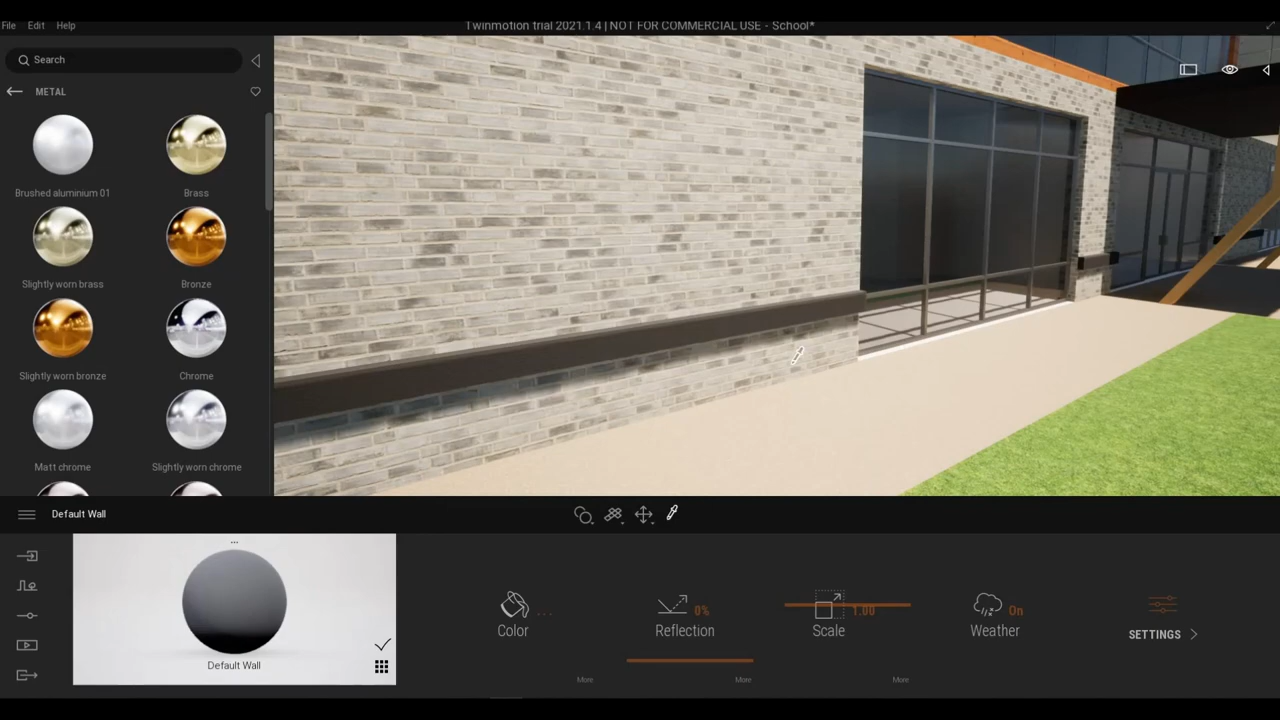 File Edit Help
Twinmotion trial 2021.1.4 | NOT FOR COMMERCIAL USE - School*
Search
METAL
Brushed aluminium 01
Brass
Slightly worn brass
Bronze
Slightly worn bronze
Chrome
Matt chrome
Slightly worn chrome
Default Wall
...
Default Wall
Color
...
Reflection
0%
Scale
1.00
Weather
On
SETTINGS
More
More
More